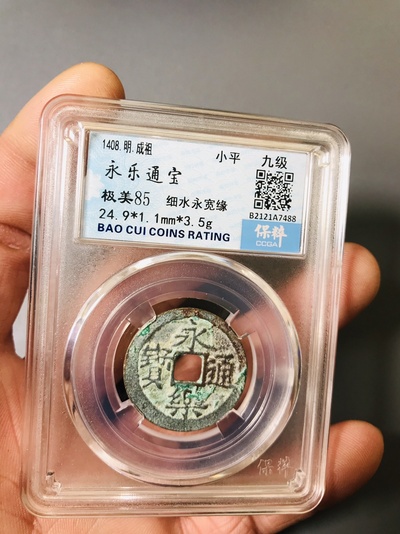 1408.明.成祖 小平 九级
永乐通宝
极美85 细水永宽缘
24.9*1.1mm*3.5g
BAO CUI COINS RATING
B2121A7488
保粹
CCGA
永樂通寶
保粹